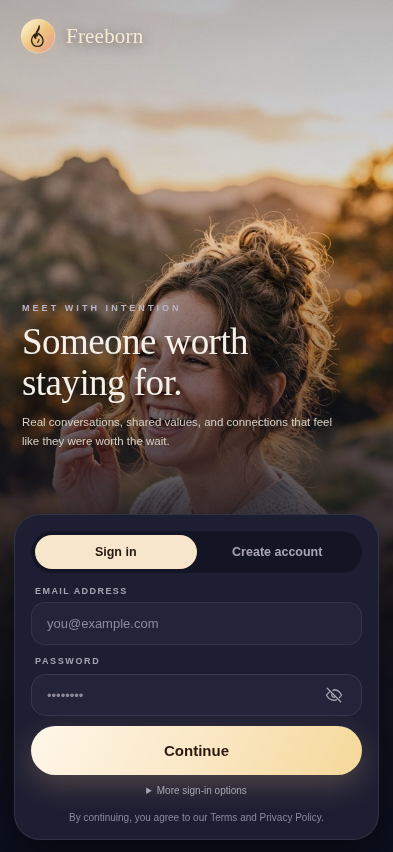 Freeborn
MEET WITH INTENTION
Someone worth
staying for.
Real conversations, shared values, and connections that feel
like they were worth the wait.
Sign in
Create account
EMAIL ADDRESS
you@example.com
PASSWORD
••••••••
Continue
▶ More sign-in options
By continuing, you agree to our Terms and Privacy Policy.